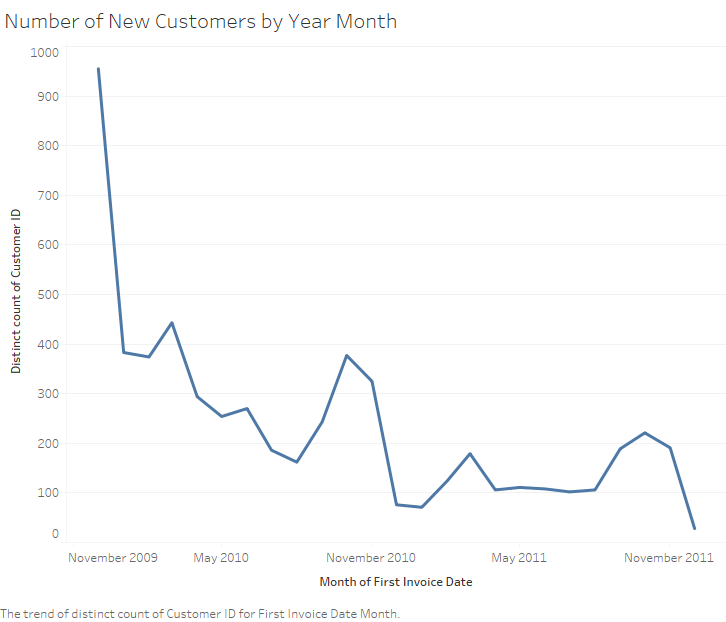 Number of New Customers by Year Month
1000
900
800
700
600
500
400
300
200
100
0
Distinct count of Customer ID
November 2009 May 2010 November 2010 May 2011 November 2011
Month of First Invoice Date
The trend of distinct count of Customer ID for First Invoice Date Month.